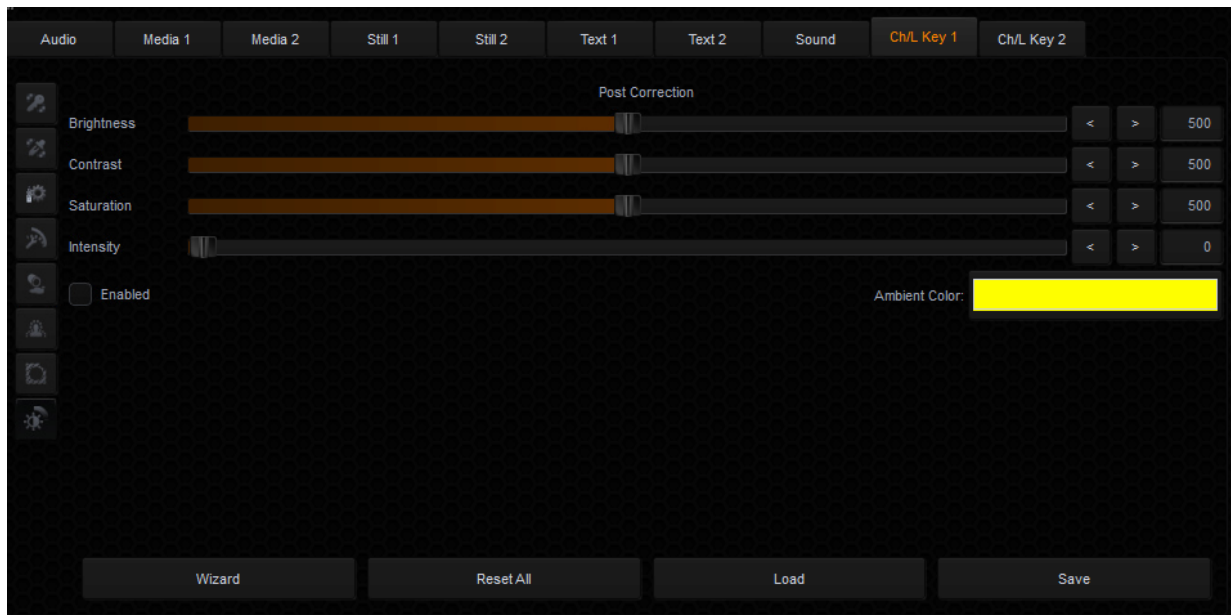 Audio Media 1 Media 2 Still 1 Still 2 Text 1 Text 2 Sound Ch/L Key 1 Ch/L Key 2
Post Correction
Brightness < > 500
Contrast < > 500
Saturation < > 500
Intensity < > 0
Enabled Ambient Color:
Wizard Reset All Load Save